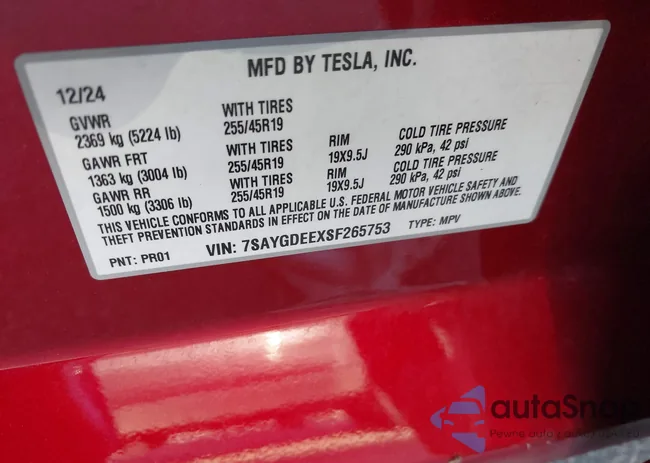 MFD BY TESLA, INC.
12/24
GVWR WITH TIRES
2369 kg (5224 lb) 255/45R19 RIM COLD TIRE PRESSURE
GAWR FRT WITH TIRES 19X9.5J 290 kPa, 42 psi
1363 kg (3004 lb) 255/45R19 RIM COLD TIRE PRESSURE
GAWR RR WITH TIRES 19X9.5J 290 kPa, 42 psi
1500 kg (3306 lb) 255/45R19
THIS VEHICLE CONFORMS TO ALL APPLICABLE U.S. FEDERAL MOTOR VEHICLE SAFETY AND
THEFT PREVENTION STANDARDS IN EFFECT ON THE DATE OF MANUFACTURE SHOWN ABOVE.
PNT: PR01 VIN: 7SAYGDEEXSF265753 TYPE: MPV